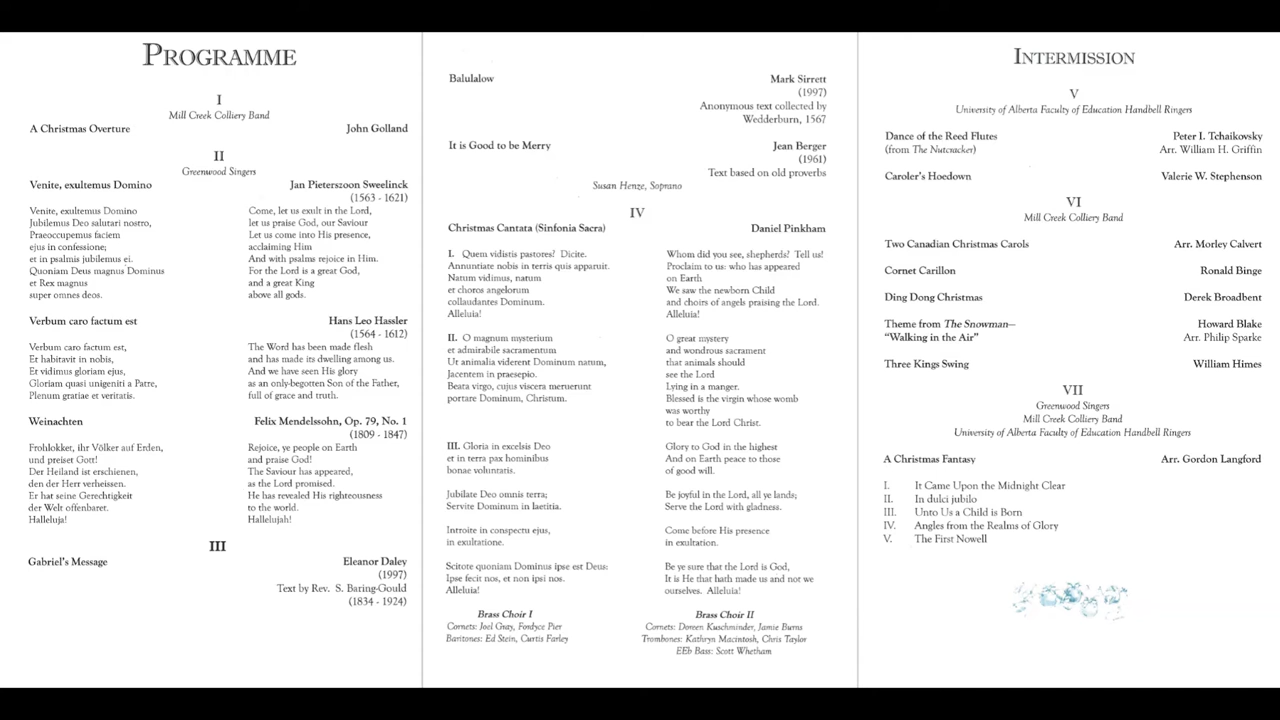 PROGRAMME
I
Mill Creek Colliery Band
A Christmas Overture John Golland
II
Greenwood Singers
Venite, exultemus Domino Jan Pieterszoon Sweelinck
(1563 - 1621)
Venite, exultemus Domino Come, let us exult in the Lord,
Jubilemus Deo salutari nostro, let us praise God, our Saviour
Praeoccupemus faciem Let us come into His presence,
ejus in confessione; acclaiming Him
et in psalmis jubilemus ei. And with psalms rejoice in Him.
Quoniam Deus magnus Dominus For the Lord is a great God,
et Rex magnus and a great King
super omnes deos. above all gods.
Verbum caro factum est Hans Leo Hassler
(1564 - 1612)
Verbum caro factum est, The Word has been made flesh
Et habitavit in nobis, and has made its dwelling among us.
Et vidimus gloriam ejus, And we have seen His glory
Gloriam quasi unigeniti a Patre, as an only-begotten Son of the Father,
Plenum gratiae et veritatis. full of grace and truth.
Weinachten Felix Mendelssohn, Op. 79, No. 1
(1809 - 1847)
Frohlokker, ihr Völker auf Erden, Rejoice, ye people on Earth
und preiset Gott! and praise God!
Der Heiland ist erschienen, The Saviour has appeared,
den der Herr verheissen. as the Lord promised.
Er hat seine Gerechtigkeit He has revealed His righteousness
der Welt offenbaret. to the world.
Halleluja! Hallelujah!
III
Gabriel's Message Eleanor Daley
(1997)
Text by Rev. S. Baring-Gould
(1834 - 1924)
Balulalow Mark Sirrett
(1997)
Anonymous text collected by
Wedderburn, 1567
It is Good to be Merry Jean Berger
(1961)
Text based on old proverbs
Susan Henze, Soprano
IV
Christmas Cantata (Sinfonia Sacra) Daniel Pinkham
I. Quem vidistis pastores? Dicite. Whom did you see, shepherds? Tell us!
Annuntiate nobis in terris quis apparuit. Proclaim to us: who has appeared
Natum vidimus, natum on Earth
et choros angelorum We saw the newborn Child
collaudantes Dominum. and choirs of angels praising the Lord.
Alleluia! Alleluia!
II. O magnum mysterium O great mystery
et admirabile sacramentum and wondrous sacrament
Ut animalia viderent Dominum natum, that animals should
Jacentem in praesepio. see the Lord
Beata virgo, cujus viscera meruerunt Lying in a manger.
portare Dominum, Christum. Blessed is the virgin whose womb
was worthy
to bear the Lord Christ.
III. Gloria in excelsis Deo Glory to God in the highest
et in terra pax hominibus And on Earth peace to those
bonae voluntatis. of good will.
Jubilate Deo omnis terra; Be joyful in the Lord, all ye lands;
Servite Dominum in laetitia. Serve the Lord with gladness.
Introite in conspectu ejus, Come before His presence
in exultatione. in exultation.
Scitote quoniam Dominus ipse est Deus: Be ye sure that the Lord is God,
Ipse fecit nos, et non ipsi nos. It is He that hath made us and not we
Alleluia! ourselves. Alleluia!
Brass Choir I Brass Choir II
Cornets: Joel Gray, Fordyce Pier Cornets: Doreen Kuschminder, Jamie Burns
Baritones: Ed Stein, Curtis Farley Trombones: Kathryn Macintosh, Chris Taylor
EEb Bass: Scott Whetham
INTERMISSION
V
University of Alberta Faculty of Education Handbell Ringers
Dance of the Reed Flutes Peter I. Tchaikovsky
(from The Nutcracker) Arr. William H. Griffin
Caroler's Hoedown Valerie W. Stephenson
VI
Mill Creek Colliery Band
Two Canadian Christmas Carols Arr. Morley Calvert
Cornet Carillon Ronald Binge
Ding Dong Christmas Derek Broadbent
Theme from The Snowman— Howard Blake
“Walking in the Air” Arr. Philip Sparke
Three Kings Swing William Himes
VII
Greenwood Singers
Mill Creek Colliery Band
University of Alberta Faculty of Education Handbell Ringers
A Christmas Fantasy Arr. Gordon Langford
I. It Came Upon the Midnight Clear
II. In dulci jubilo
III. Unto Us a Child is Born
IV. Angles from the Realms of Glory
V. The First Nowell